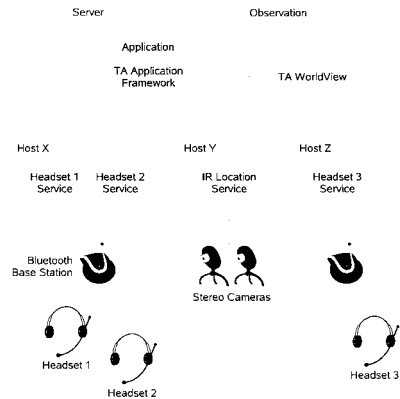 Server
Observation
Application
TA Application
Framework
TA WorldView
Host X
Host Y
Host Z
Headset 1
Service
Headset 2
Service
IR Location
Service
Headset 3
Service
Bluetooth
Base Station
Stereo Cameras
Headset 1
Headset 2
Headset 3